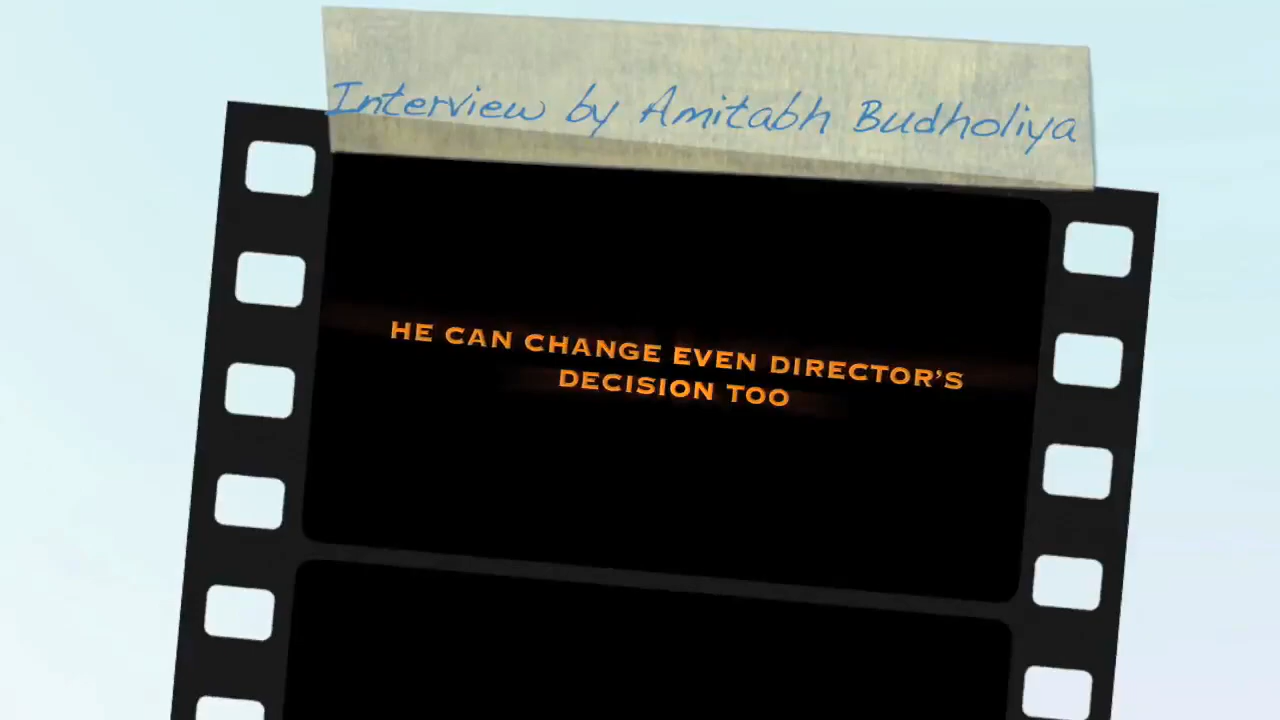 Interview by Amitabh Budholiya
HE CAN CHANGE EVEN DIRECTOR'S
DECISION TOO